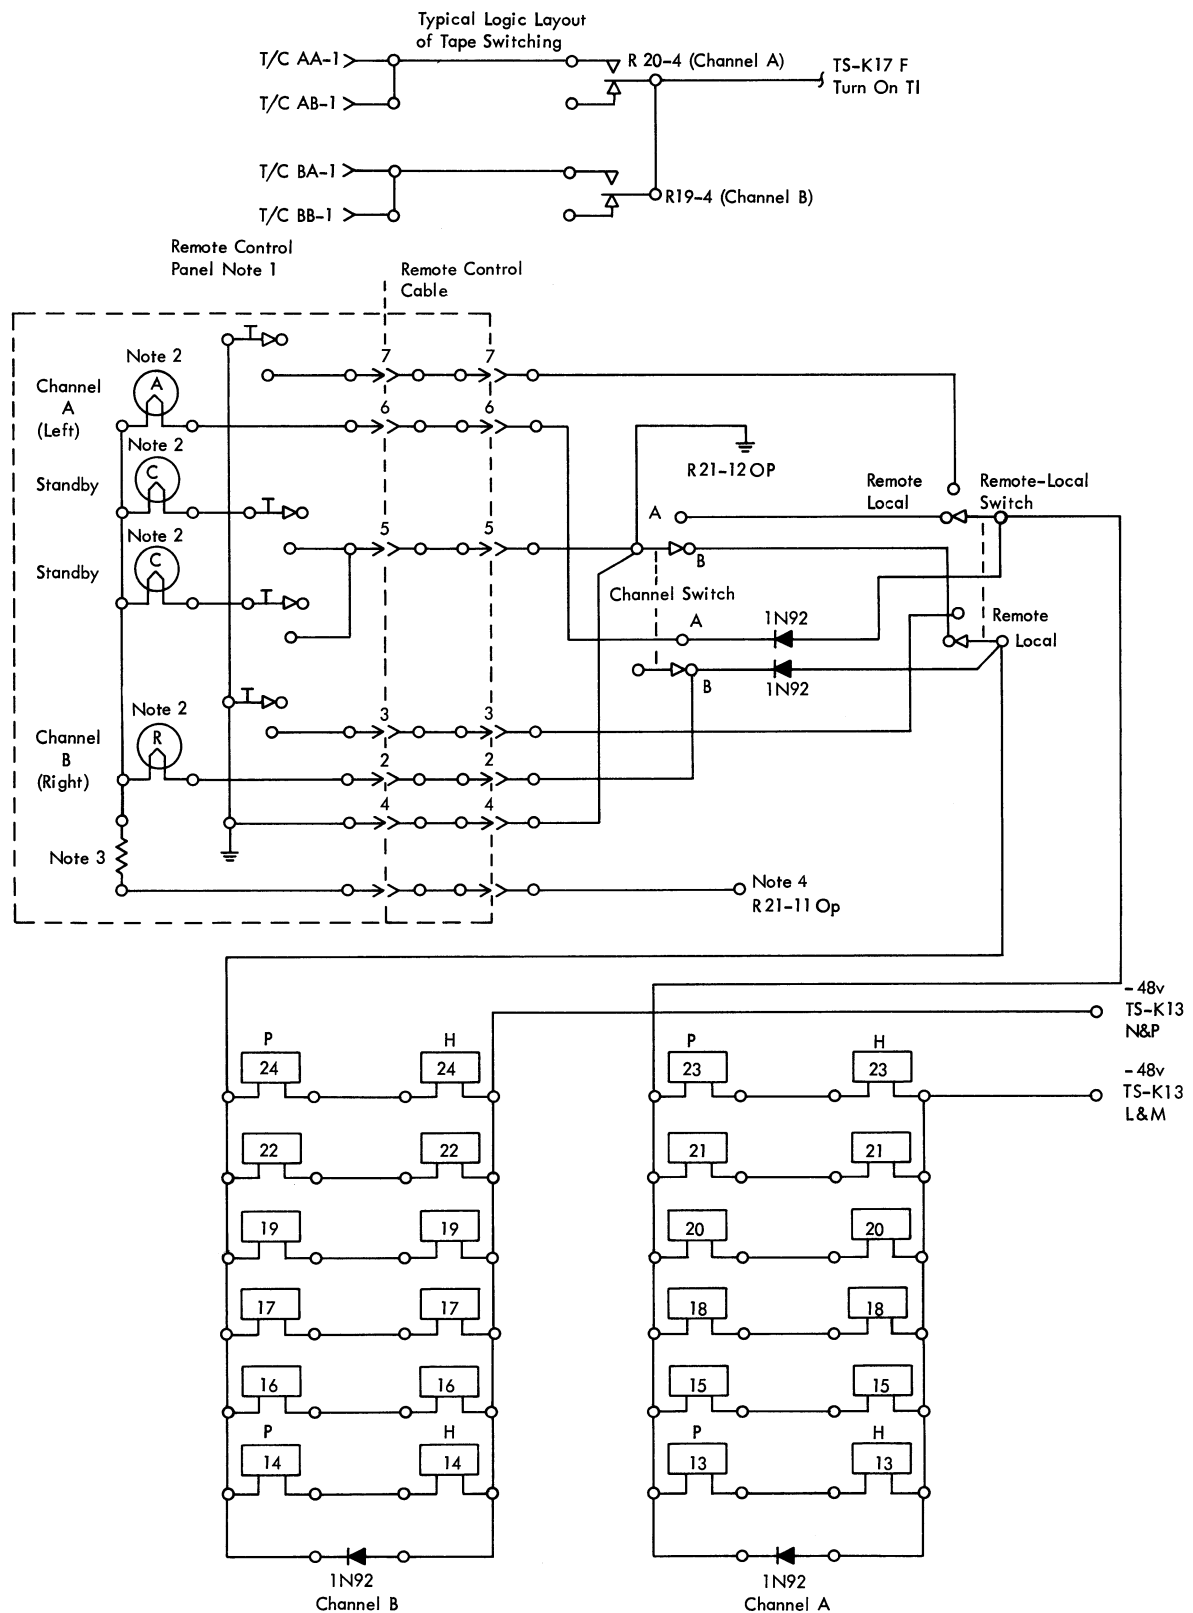 Typical Logic Layout
of Tape Switching
T/C AA-1
R 20-4 (Channel A)
TS-K17 F
Turn On TI
T/C AB-1
T/C BA-1
R19-4 (Channel B)
T/C BB-1
Remote Control
Panel Note 1
Remote Control
Cable
T
Note 2
7 7
Channel
A
(Left)
A
6 6
Note 2
C
R21-12 OP
Standby
T
Remote
Local
Remote-Local
Switch
A
Note 2
5 5
C
B
Standby
T
Channel Switch
A
1N92
Remote
Local
B
1N92
T
Note 2
3 3
Channel
B
(Right)
R
2 2
4 4
Note 3
Note 4
R21-11 Op
-48v
TS-K13
N&P
P H P H
24 24 23 23
-48v
TS-K13
L&M
22 22 21 21
19 19 20 20
17 17 18 18
16 16 15 15
P H P H
14 14 13 13
1N92 1N92
Channel B Channel A